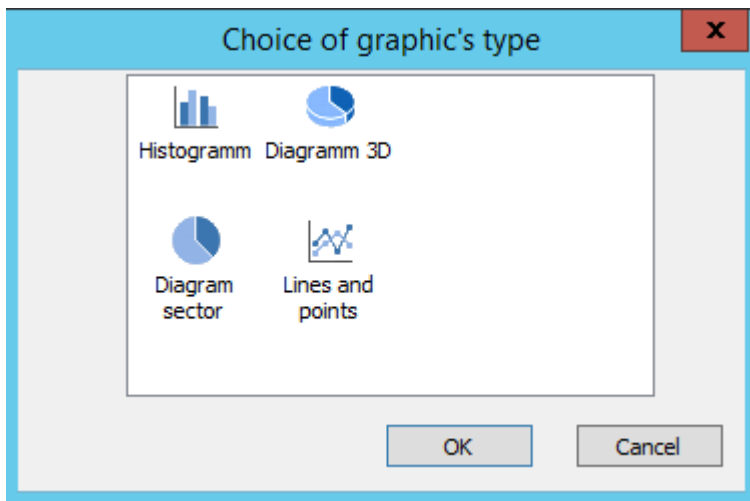 Choice of graphic's type
x
Histogramm Diagramm 3D
Diagram sector
Lines and points
OK Cancel